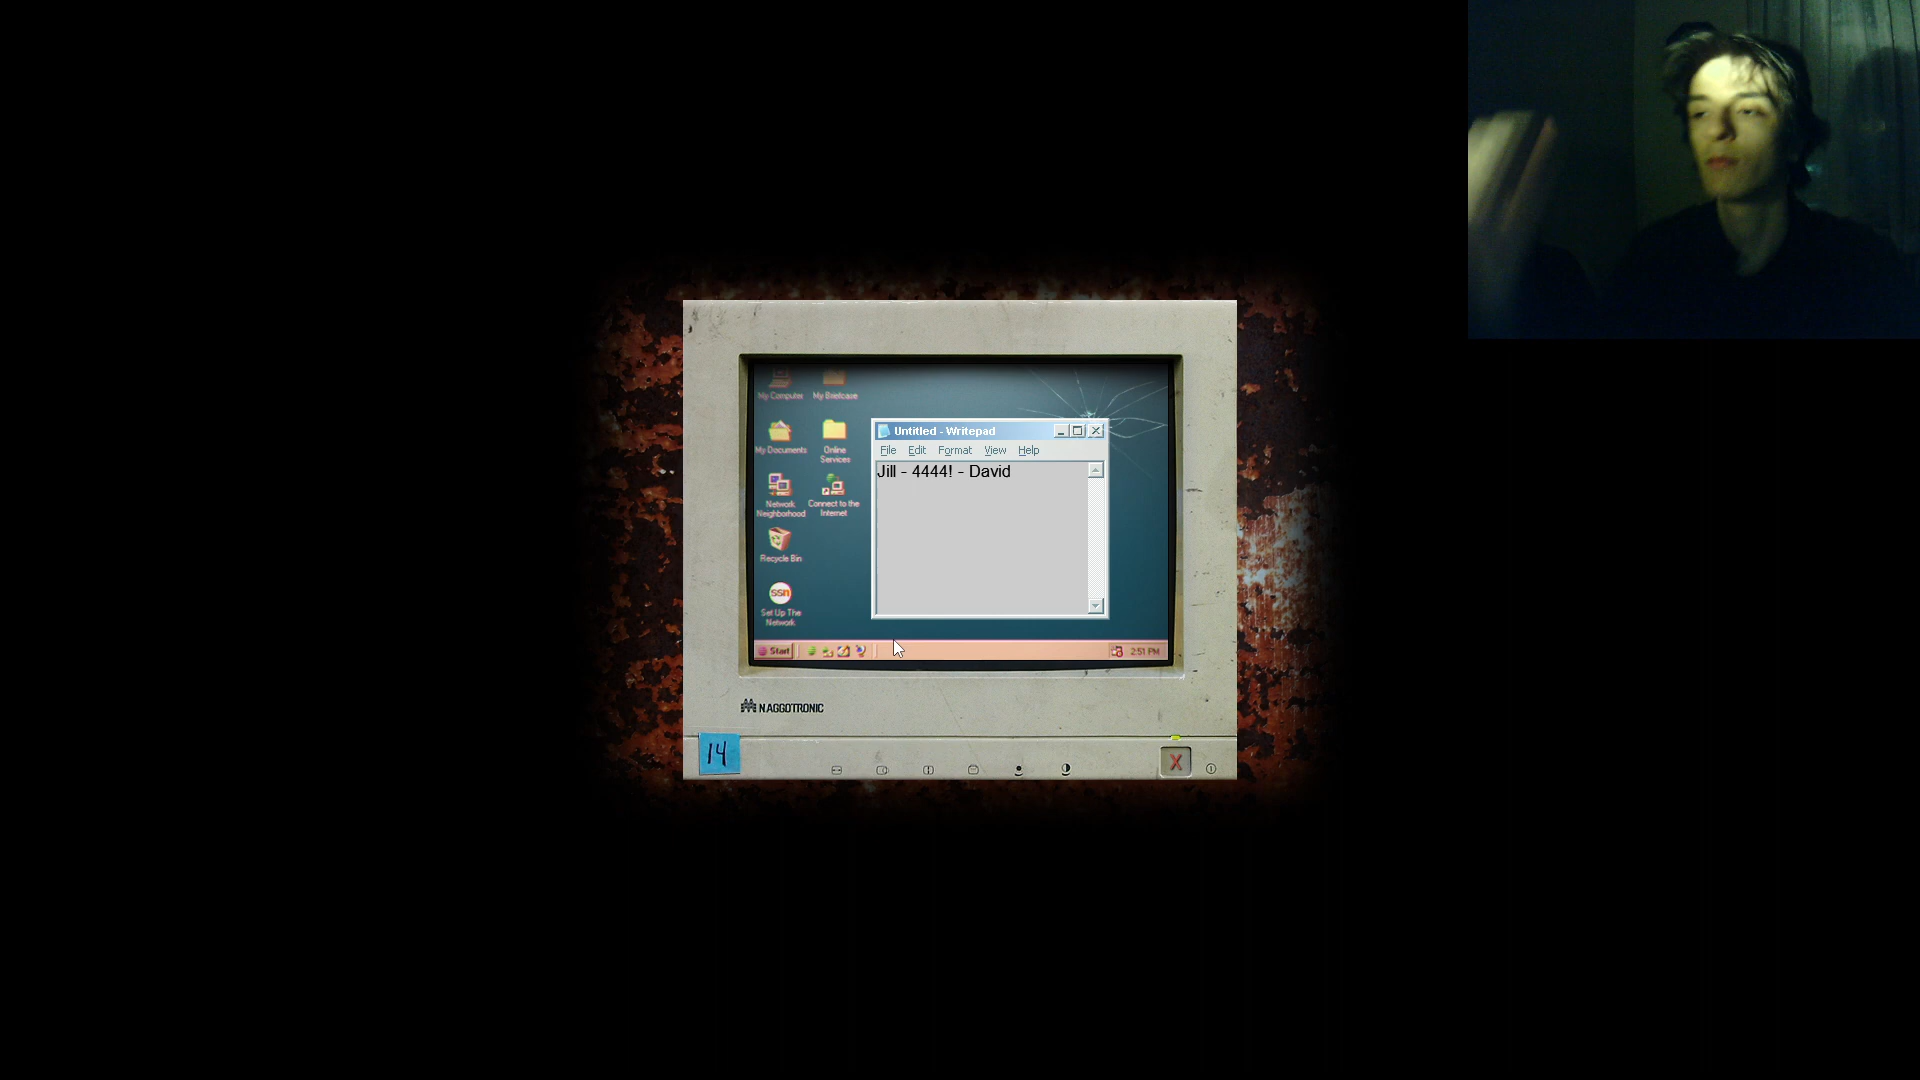 My Computer
My Briefcase
My Documents
Online
Services
Network
Neighborhood
Connect to the
Internet
Recycle Bin
ssn
Set Up The
Network
Untitled - Writepad
File Edit Format View Help
Jill - 4444! - David
Start
2:51 PM
NAGGOTRONIC
14
X